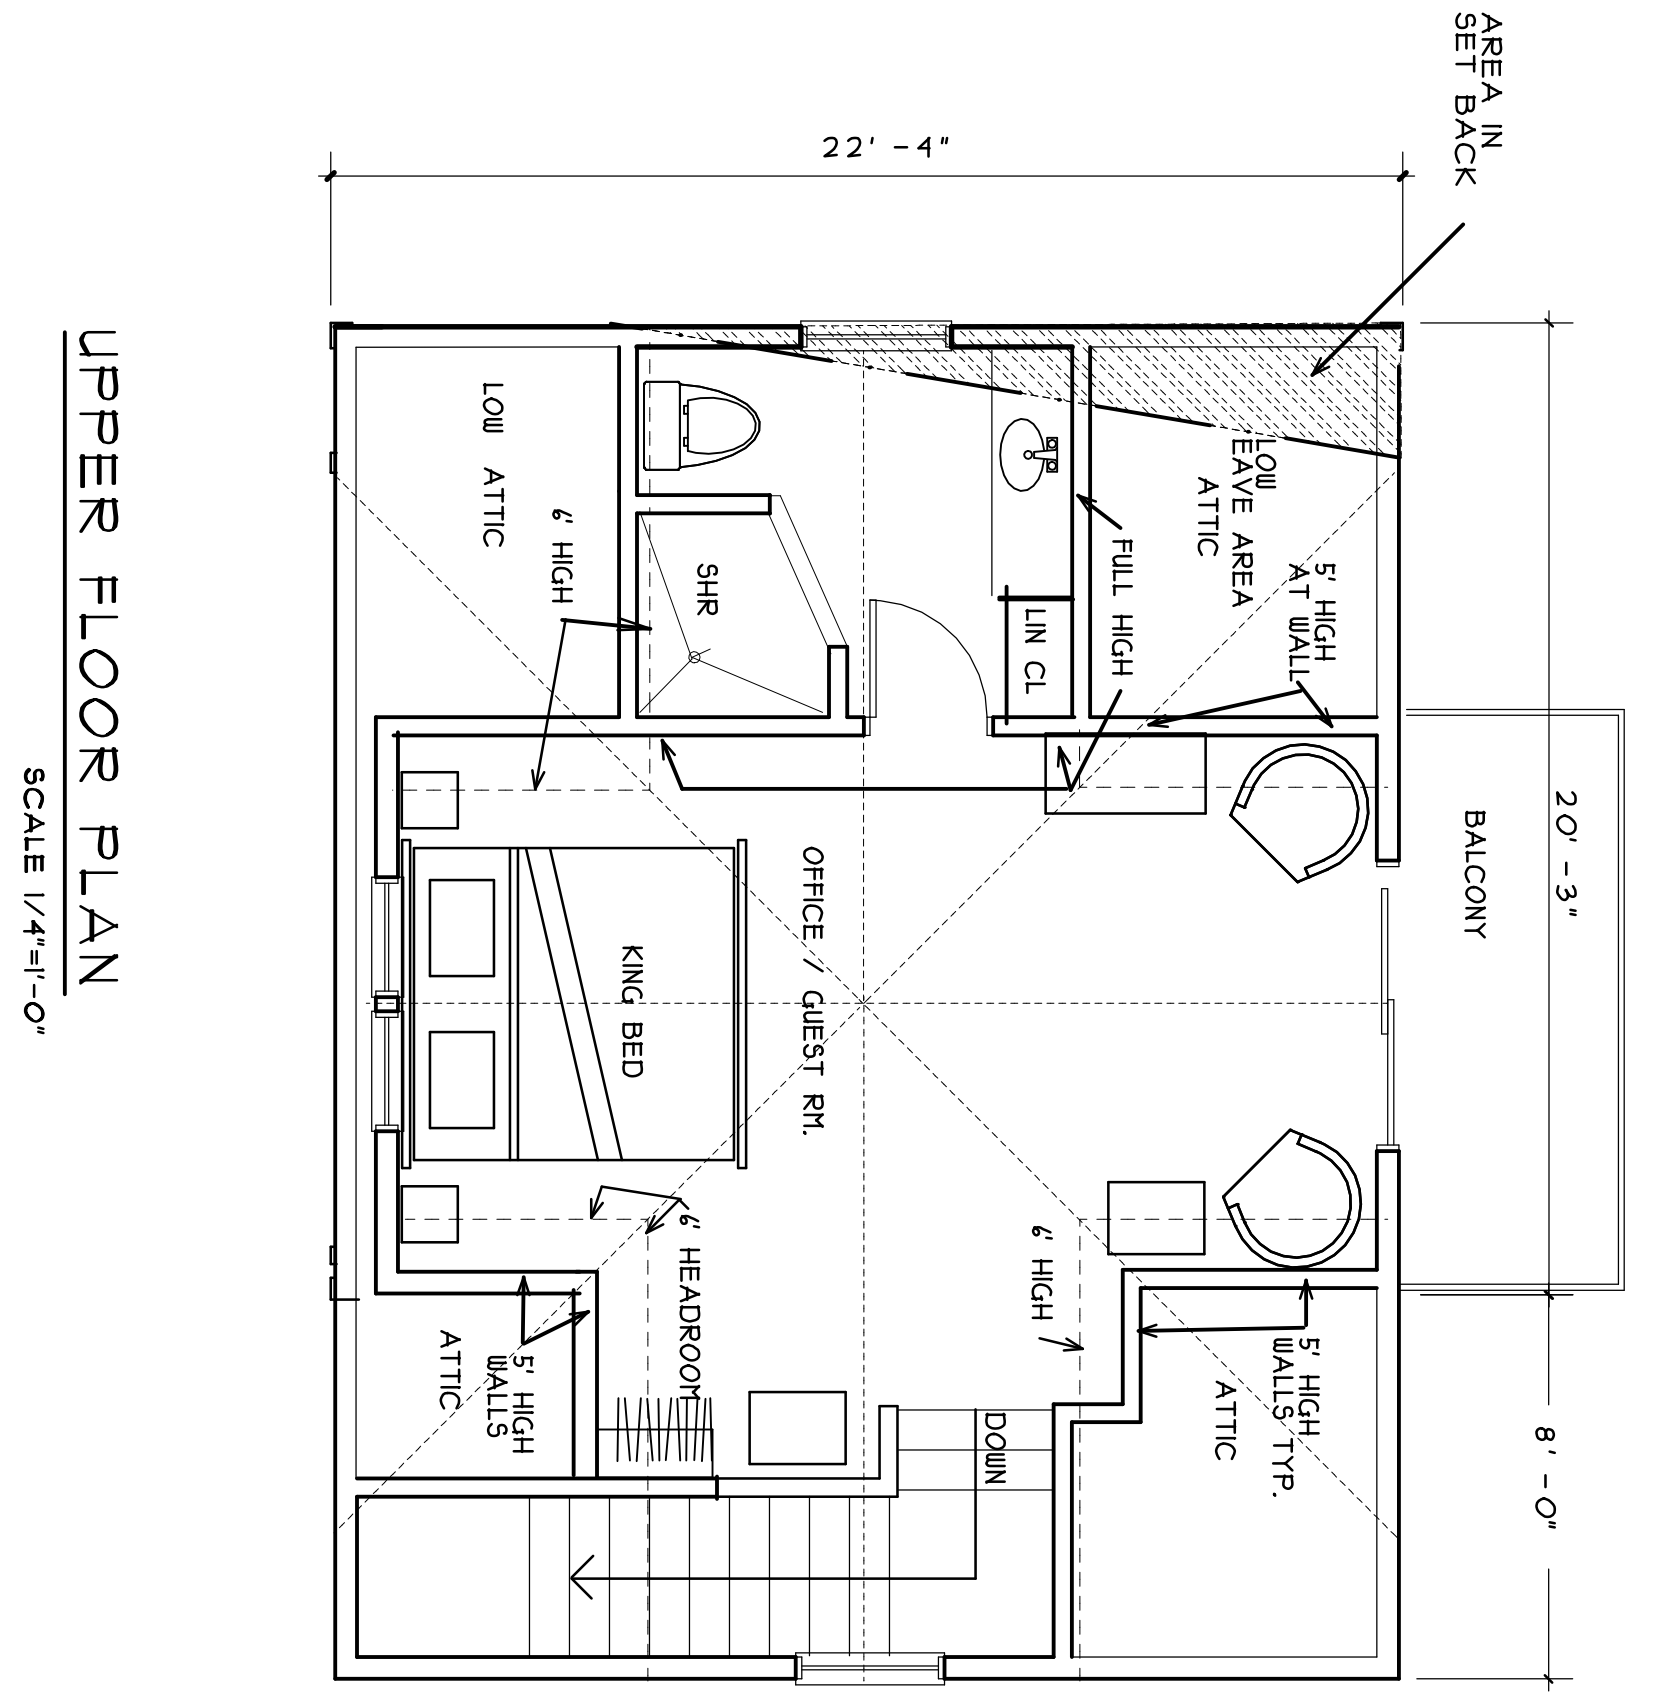 AREA IN
SET BACK
22' -4"
20' -3"
8' -0"
BALCONY
LOW
EAVE AREA
ATTIC
5' HIGH
AT WALL
FULL HIGH
LIN CL
SHR
6' HIGH
LOW ATTIC
OFFICE / GUEST RM.
KING BED
6' HIGH
6' HEADROOM
5' HIGH
WALLS TYP.
ATTIC
DOWN
5' HIGH
WALLS
ATTIC
UPPER FLOOR PLAN
SCALE 1/4"=1'-0"